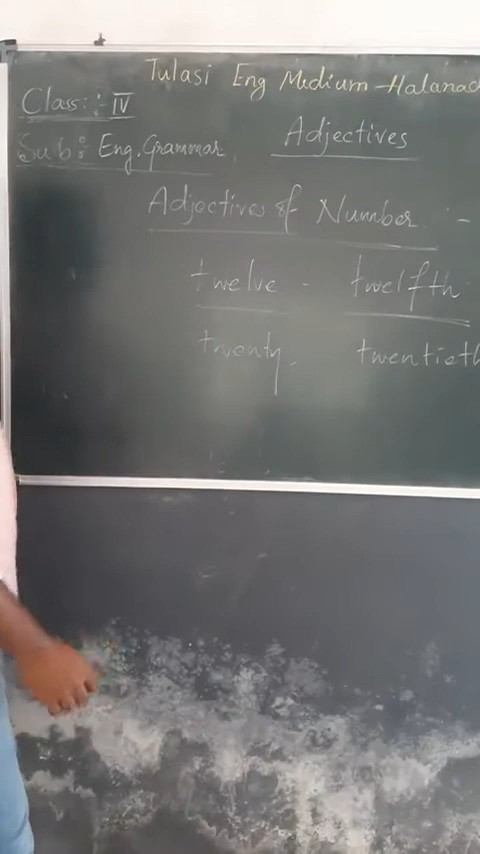 Tulasi Eng Medium - Halanad
Class :- IV
Sub : Eng. Grammar
Adjectives
Adjectives of Number :-
twelve - twelfth
twenty. twentieth